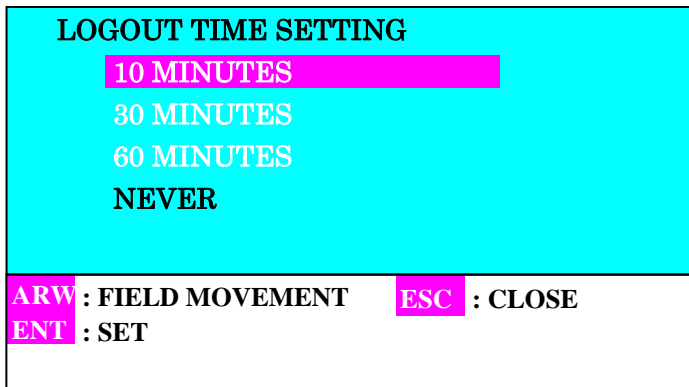 LOGOUT TIME SETTING
10 MINUTES
30 MINUTES
60 MINUTES
NEVER
ARW : FIELD MOVEMENT ESC : CLOSE
ENT : SET